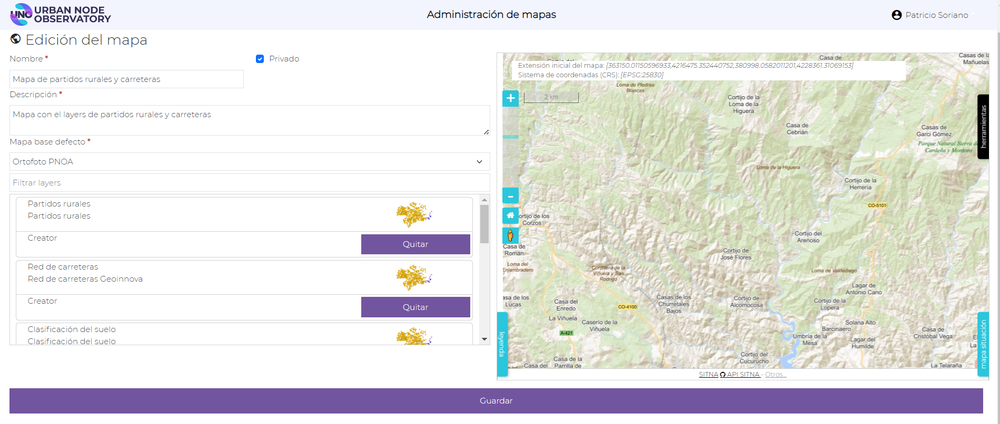 UNO URBAN NODE
OBSERVATORY
Administración de mapas
Patricio Soriano
Edición del mapa
Nombre *
Privado
Mapa de partidos rurales y carreteras
Descripción *
Mapa con el layers de partidos rurales y carreteras
Mapa base defecto *
Ortofoto PNOA
Filtrar layers
Partidos rurales
Partidos rurales
Creator
Quitar
Red de carreteras
Red de carreteras Geoinnova
Creator
Quitar
Clasificación del suelo
Clasificación del suelo
Casa de
Casas de la
Mañuelas
Extensión inicial del mapa: [363150.01150596933,4216475.352440752,380998.0582011201,4228361.31069153]
Sistema de coordenadas (CRS): [EPSG:25830]
Loma de Piedras
Blancas
+
2 km
Cortijo de la
Loma de la
Higuera
herramientas
Casa de
Cebrián
Casas de
Garci Gómez
Parque Natural Sierra de
Cardeña y Montoro
Loma de la Higuera
Cortijo de la
Herrería
-
CO-5101
ortijo de los
Corzos
Cortijo del
Arenoso
Casa de
Román
Cortijo de
José Flores
Loma del
Enjambradero
Cordillera de la
Viñuela y San
Rodrigo
Loma de Valdediego
Lagar de
Antonio Cano
asa de los
Lucas
Casa del
Enredo
CO-4100
Casas de los
Churretales
Bajos
Cortijo de
Alcomocosa
Cortijo de la
Lopera
La Viñuela
Caserío de la
Viñuela
A-421
Solana Alto
Barcinaero
Casa de
Cristóbal Vega
Umbría de la
Mesa
Lagar del
Humilde
E
La
leyenda
mapa situación
Cortijo del
Cucurucho
Casa de la
Parrilla de
Casa del
La Telaraña
SITNA API SITNA - Otros...
Guardar